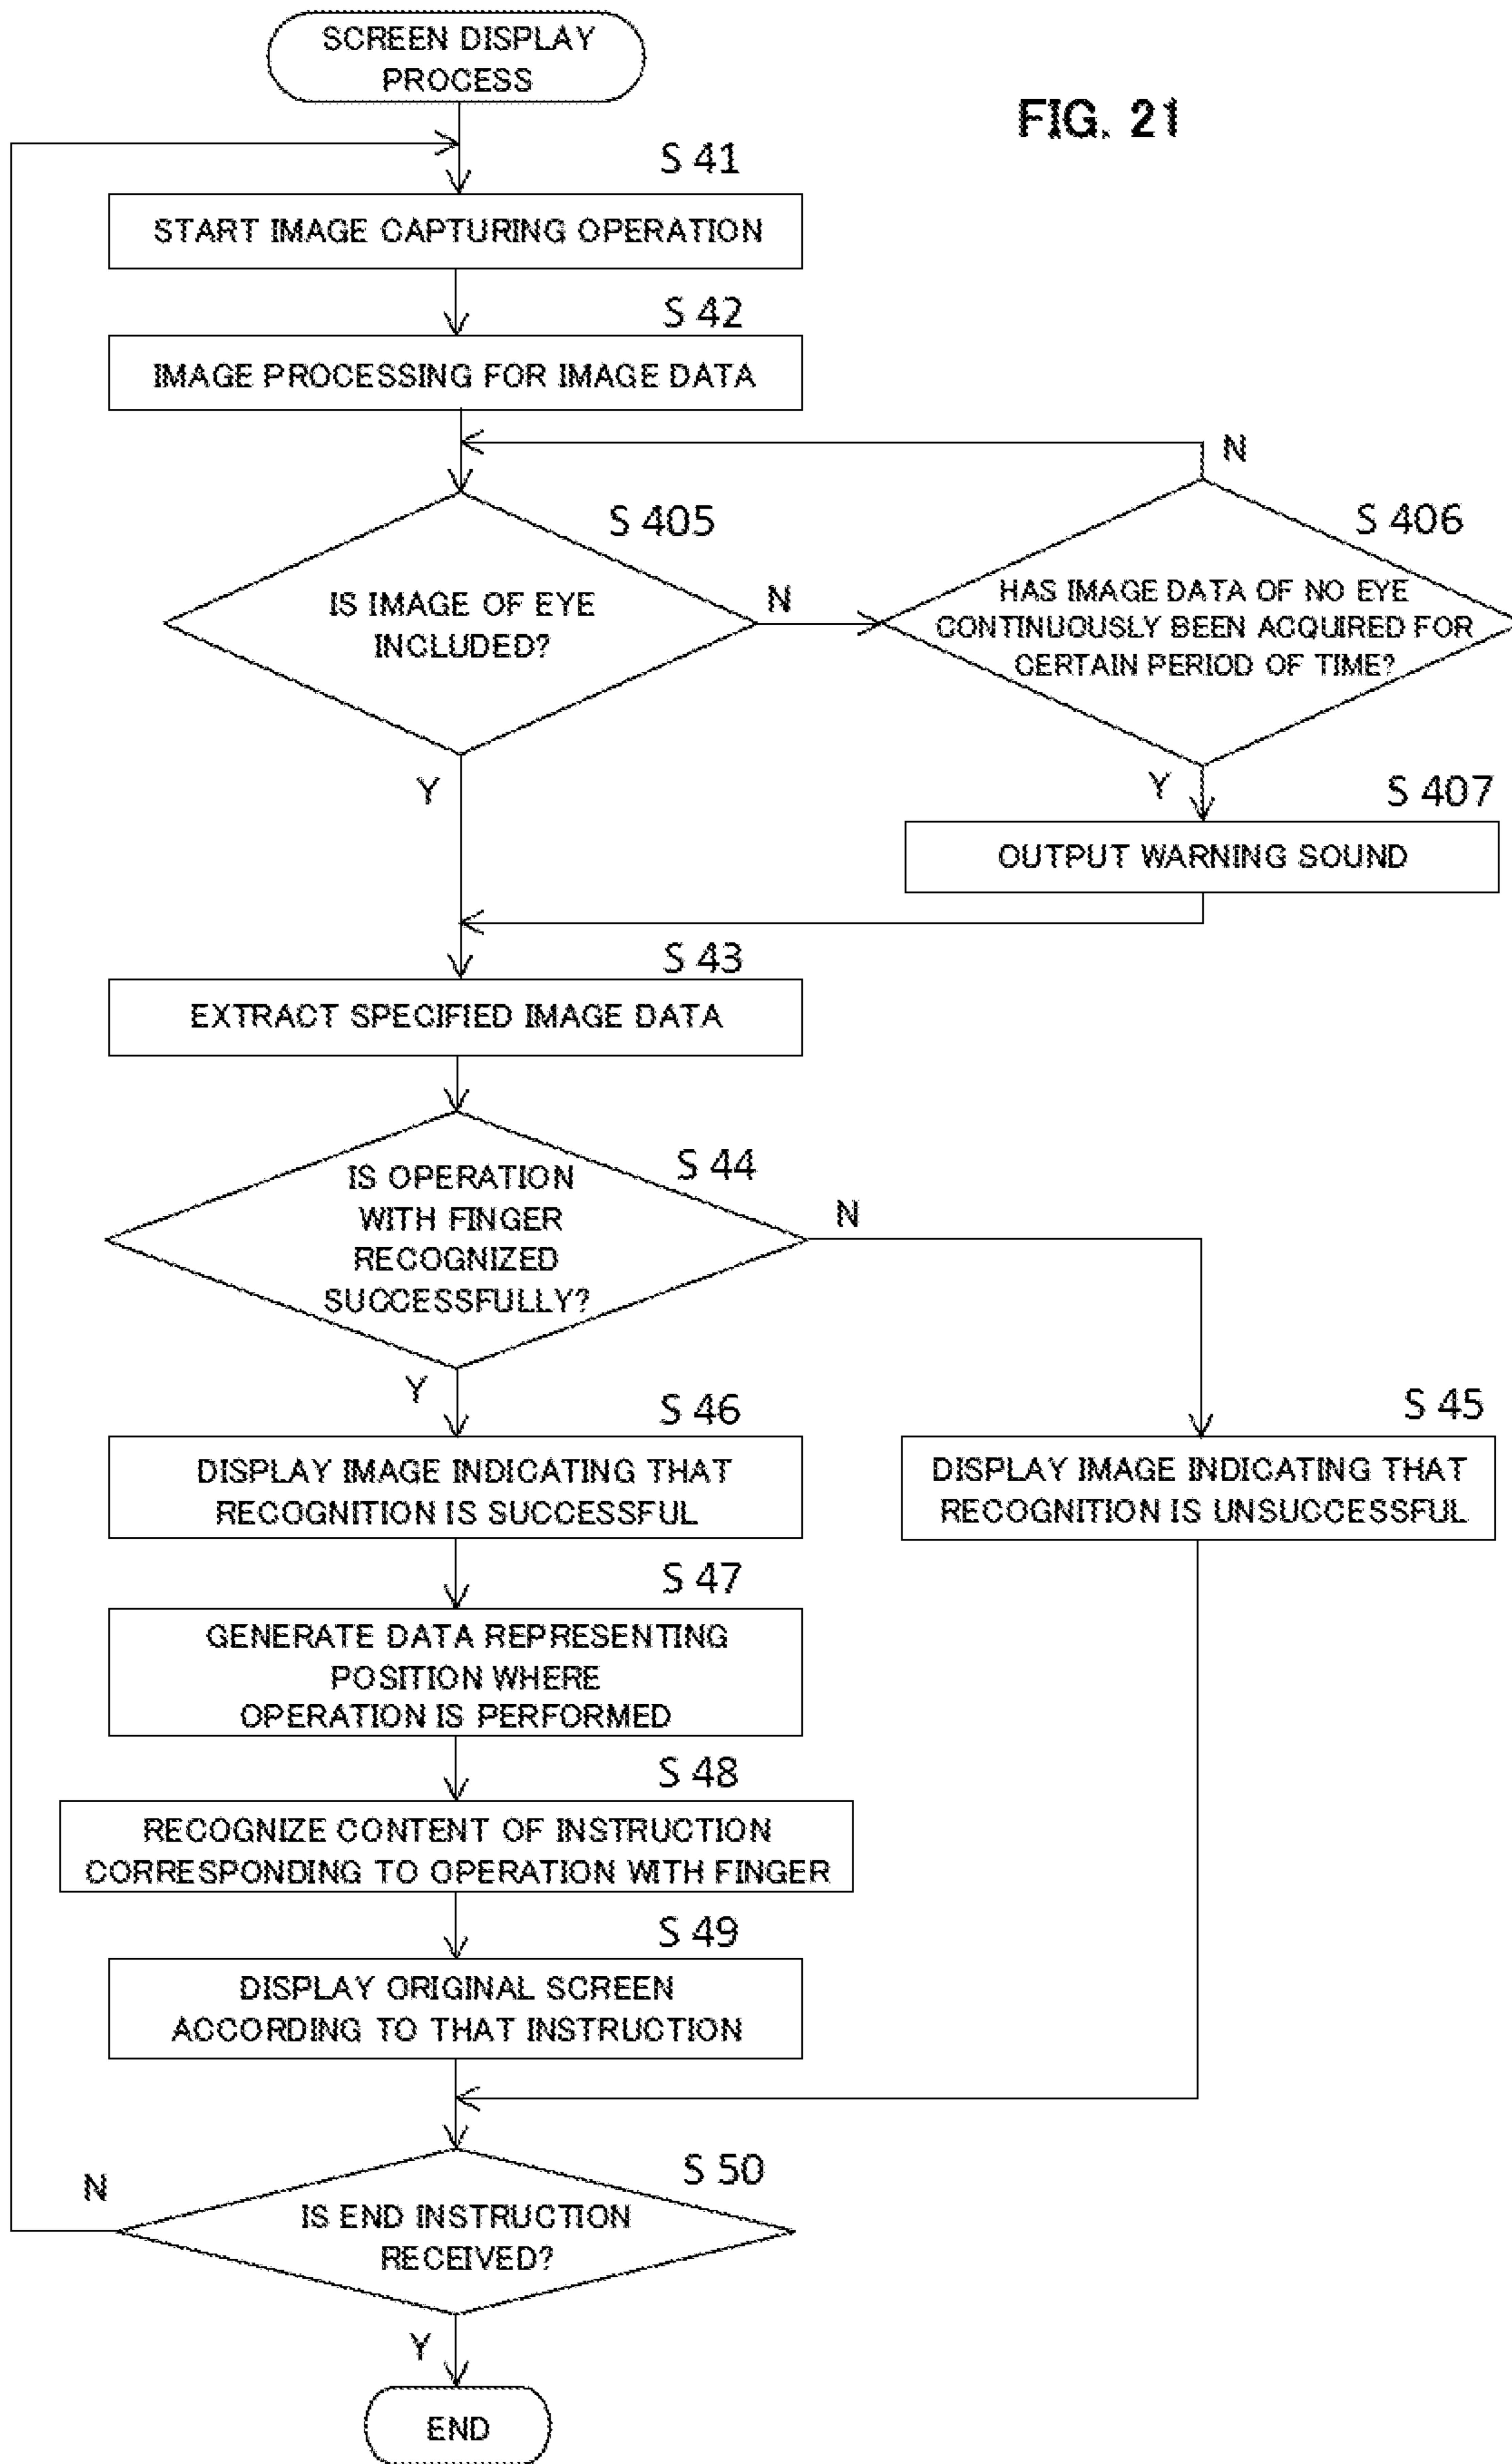 SCREEN DISPLAY
PROCESS
FIG. 21
S 41
START IMAGE CAPTURING OPERATION
S 42
IMAGE PROCESSING FOR IMAGE DATA
N
S 405
S 406
IS IMAGE OF EYE
INCLUDED?
N
HAS IMAGE DATA OF NO EYE
CONTINUOUSLY BEEN ACQUIRED FOR
CERTAIN PERIOD OF TIME?
Y
Y
S 407
OUTPUT WARNING SOUND
S 43
EXTRACT SPECIFIED IMAGE DATA
S 44
IS OPERATION
WITH FINGER
RECOGNIZED
SUCCESSFULLY?
N
Y
S 46
S 45
DISPLAY IMAGE INDICATING THAT
RECOGNITION IS SUCCESSFUL
DISPLAY IMAGE INDICATING THAT
RECOGNITION IS UNSUCCESSFUL
S 47
GENERATE DATA REPRESENTING
POSITION WHERE
OPERATION IS PERFORMED
S 48
RECOGNIZE CONTENT OF INSTRUCTION
CORRESPONDING TO OPERATION WITH FINGER
S 49
DISPLAY ORIGINAL SCREEN
ACCORDING TO THAT INSTRUCTION
N
S 50
IS END INSTRUCTION
RECEIVED?
Y
END